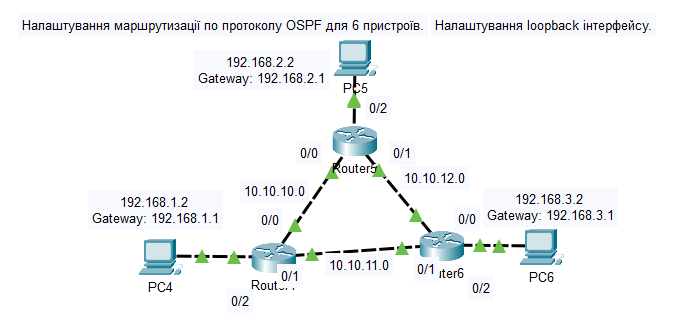 Налаштування маршрутизації по протоколу OSPF для 6 пристроїв.
Налаштування loopback інтерфейсу.
192.168.2.2
Gateway: 192.168.2.1
PC5
0/2
0/0
Router5
0/1
10.10.10.0
10.10.12.0
192.168.1.2
Gateway: 192.168.1.1
192.168.3.2
Gateway: 192.168.3.1
0/0
0/0
PC4
0/1
10.10.11.0
0/1
PC6
0/2
0/2